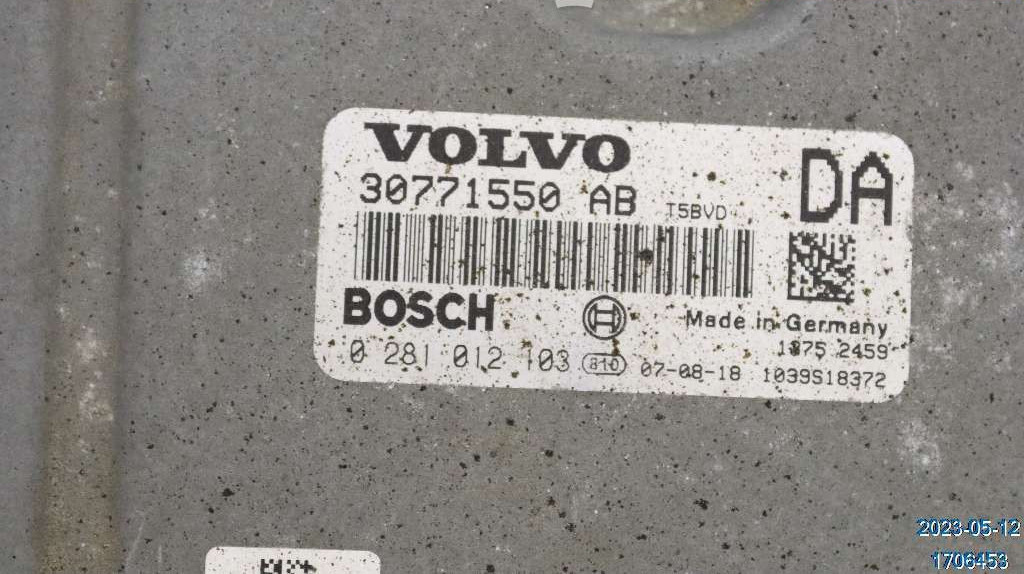 VOLVO
DA
30771550 AB T5BVD
BOSCH
Made in Germany
2459
0 281 012 103 810 07-08-18 1039S18372
2023-05-12
1706453